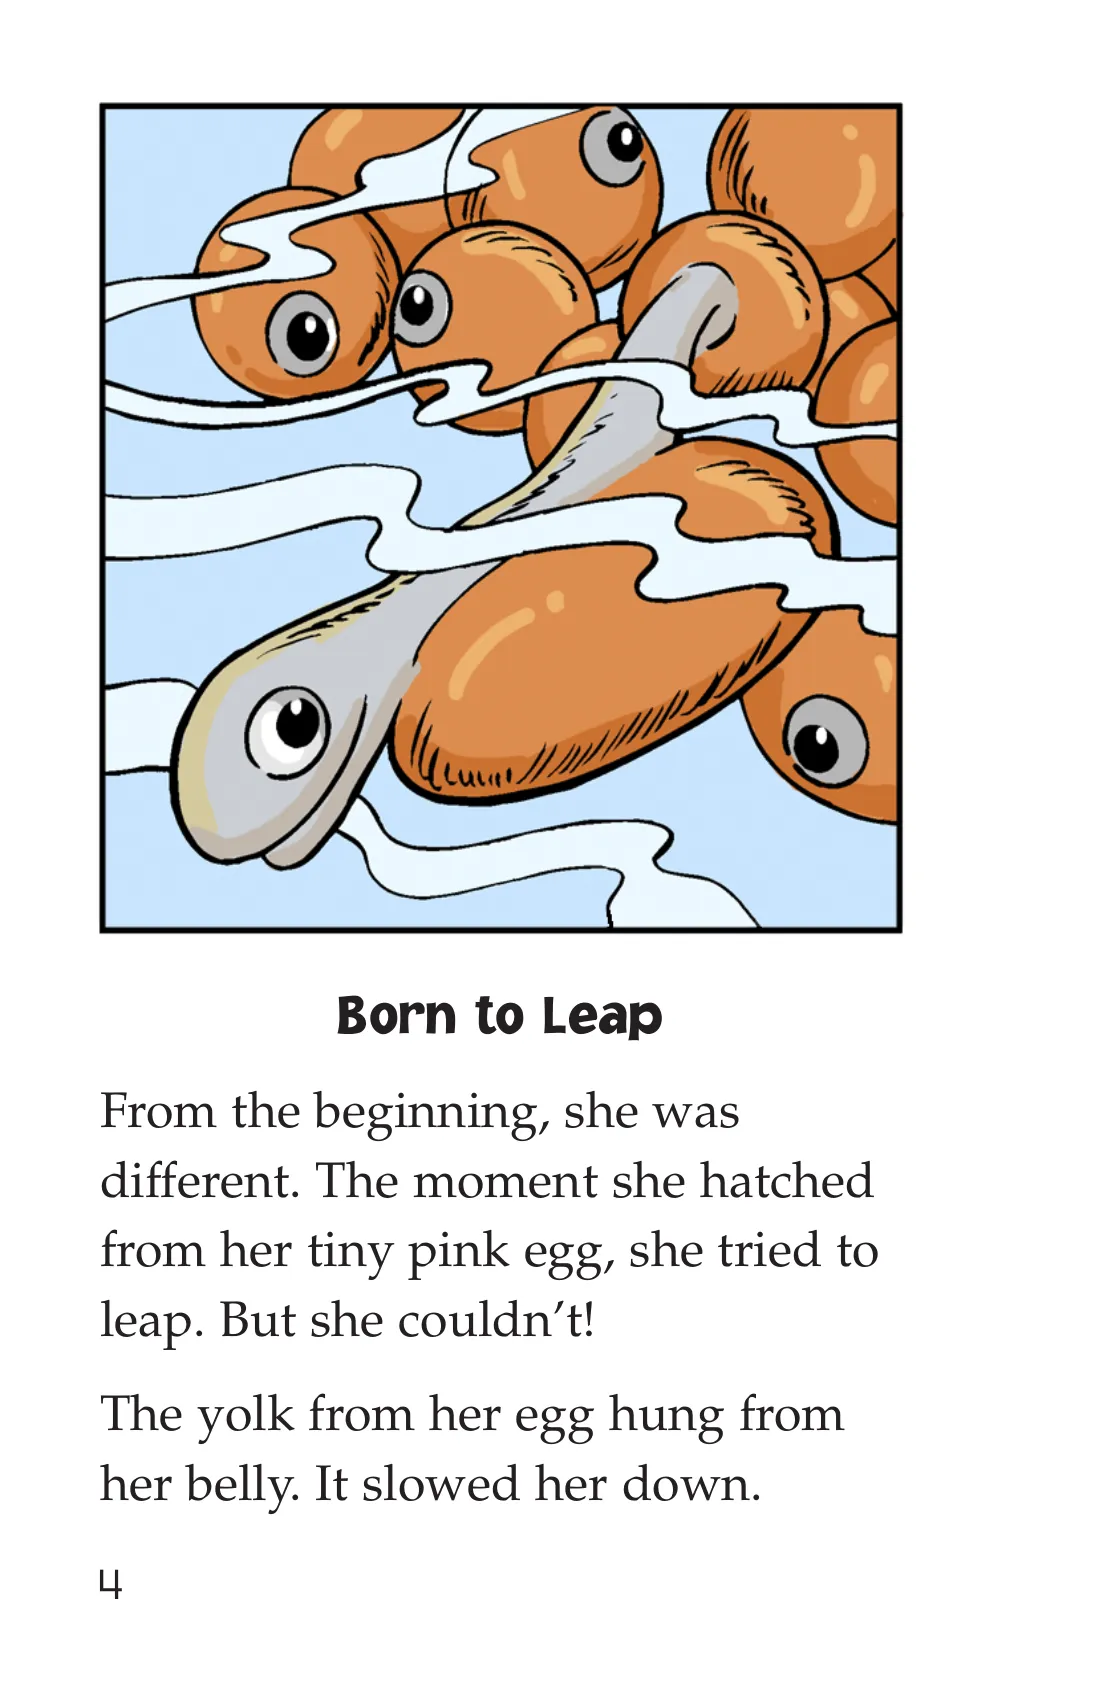 Born to Leap
From the beginning, she was
different. The moment she hatched
from her tiny pink egg, she tried to
leap. But she couldn’t!
The yolk from her egg hung from
her belly. It slowed her down.
4